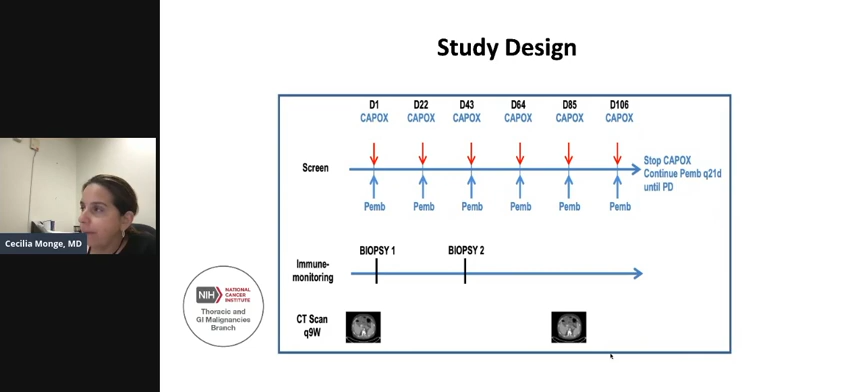 Study Design
D1 D22 D43 D64 D85 D106
CAPOX CAPOX CAPOX CAPOX CAPOX CAPOX
Screen
Stop CAPOX
Continue Pemb q21d
until PD
Pemb Pemb Pemb Pemb Pemb Pemb
Cecilia Monge, MD
BIOPSY 1 BIOPSY 2
Immune-
monitoring
NIH NATIONAL
CANCER
INSTITUTE
Thoracic and
GI Malignancies
Branch
CT Scan
q9W